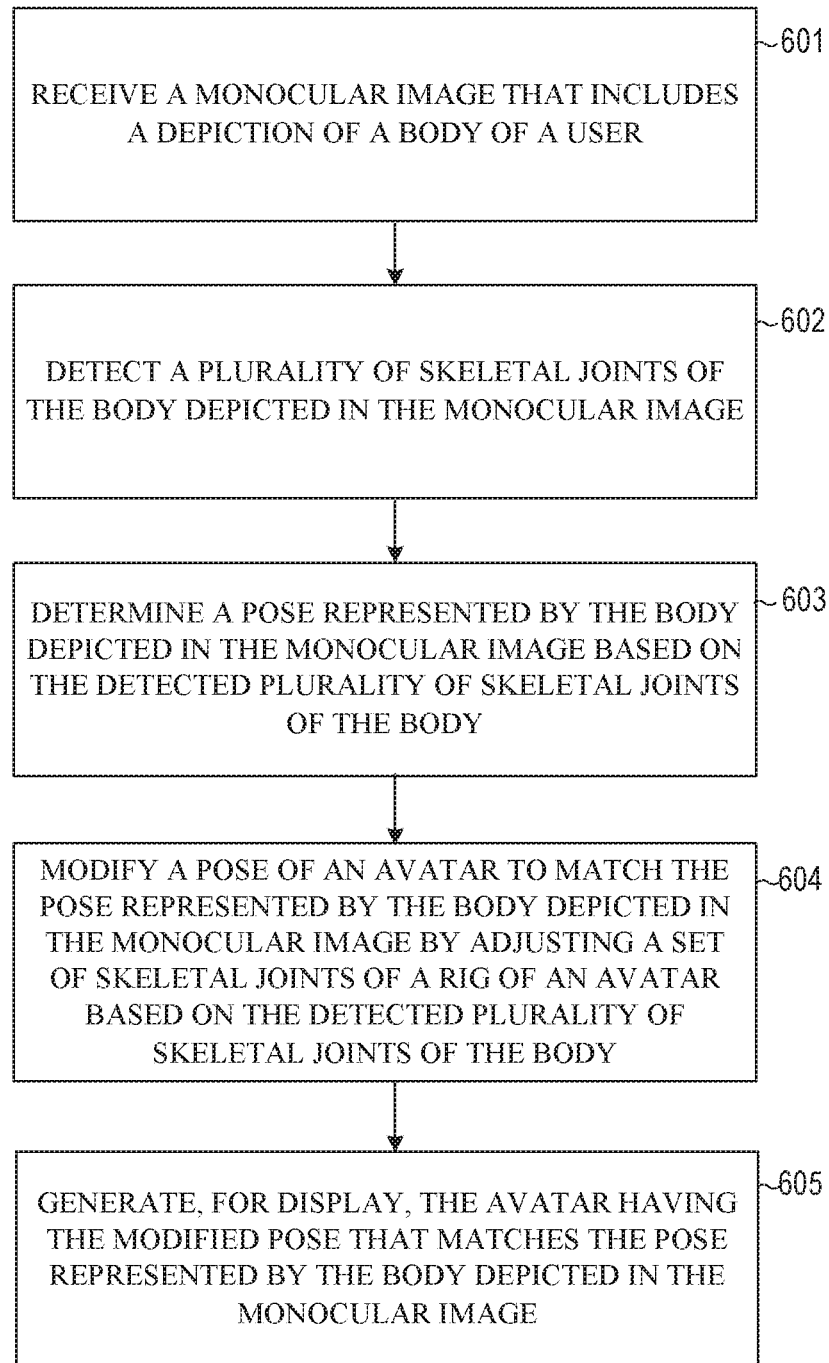 601
RECEIVE A MONOCULAR IMAGE THAT INCLUDES
A DEPICTION OF A BODY OF A USER
602
DETECT A PLURALITY OF SKELETAL JOINTS OF
THE BODY DEPICTED IN THE MONOCULAR IMAGE
603
DETERMINE A POSE REPRESENTED BY THE BODY
DEPICTED IN THE MONOCULAR IMAGE BASED ON
THE DETECTED PLURALITY OF SKELETAL JOINTS
OF THE BODY
604
MODIFY A POSE OF AN AVATAR TO MATCH THE
POSE REPRESENTED BY THE BODY DEPICTED IN
THE MONOCULAR IMAGE BY ADJUSTING A SET
OF SKELETAL JOINTS OF A RIG OF AN AVATAR
BASED ON THE DETECTED PLURALITY OF
SKELETAL JOINTS OF THE BODY
605
GENERATE, FOR DISPLAY, THE AVATAR HAVING
THE MODIFIED POSE THAT MATCHES THE POSE
REPRESENTED BY THE BODY DEPICTED IN THE
MONOCULAR IMAGE